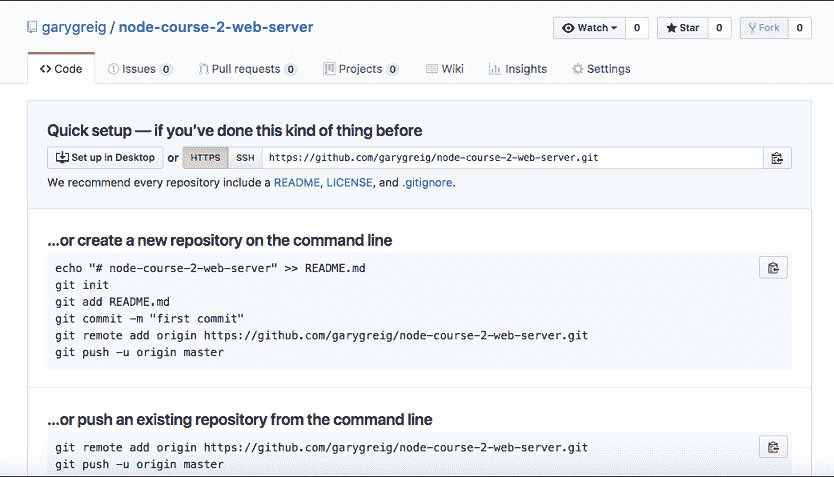 garygreig / node-course-2-web-server
Watch 0 Star 0 Fork 0
Code Issues 0 Pull requests 0 Projects 0 Wiki Insights Settings
Quick setup — if you’ve done this kind of thing before
Set up in Desktop or HTTPS SSH https://github.com/garygreig/node-course-2-web-server.git
We recommend every repository include a README, LICENSE, and .gitignore.
...or create a new repository on the command line
echo "# node-course-2-web-server" >> README.md
git init
git add README.md
git commit -m "first commit"
git remote add origin https://github.com/garygreig/node-course-2-web-server.git
git push -u origin master
...or push an existing repository from the command line
git remote add origin https://github.com/garygreig/node-course-2-web-server.git
git push -u origin master